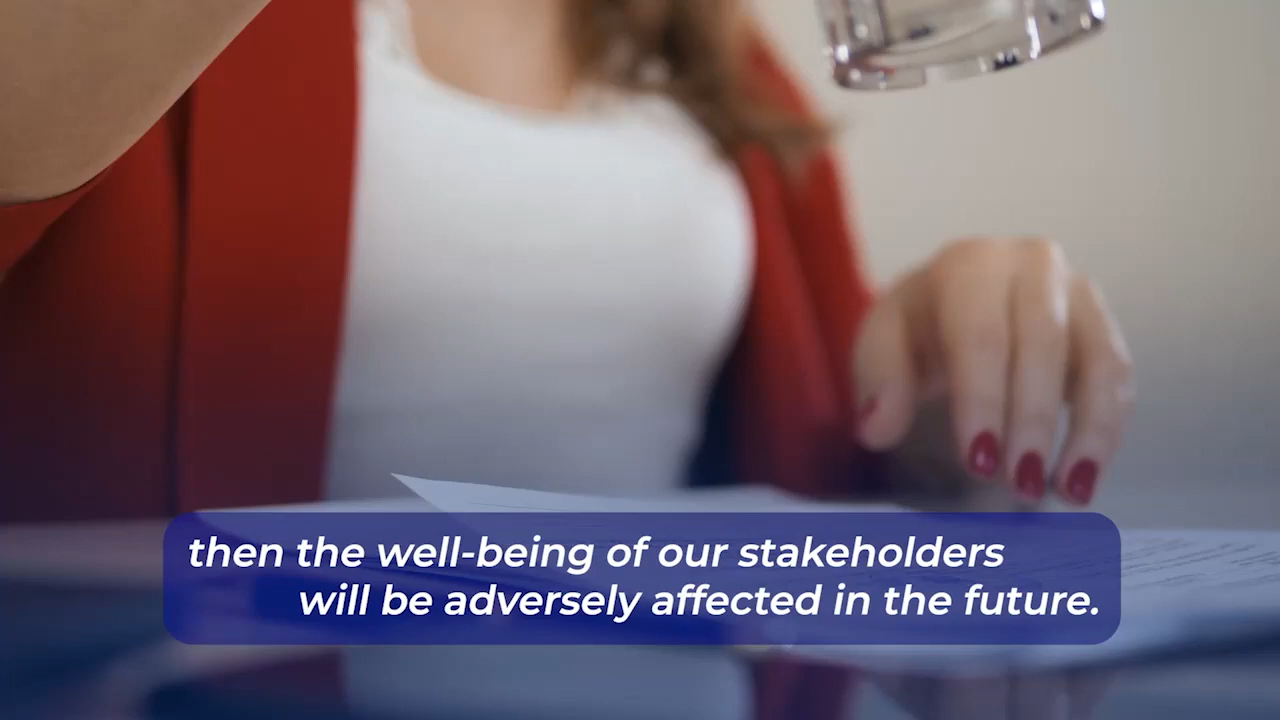 then the well-being of our stakeholders
will be adversely affected in the future.